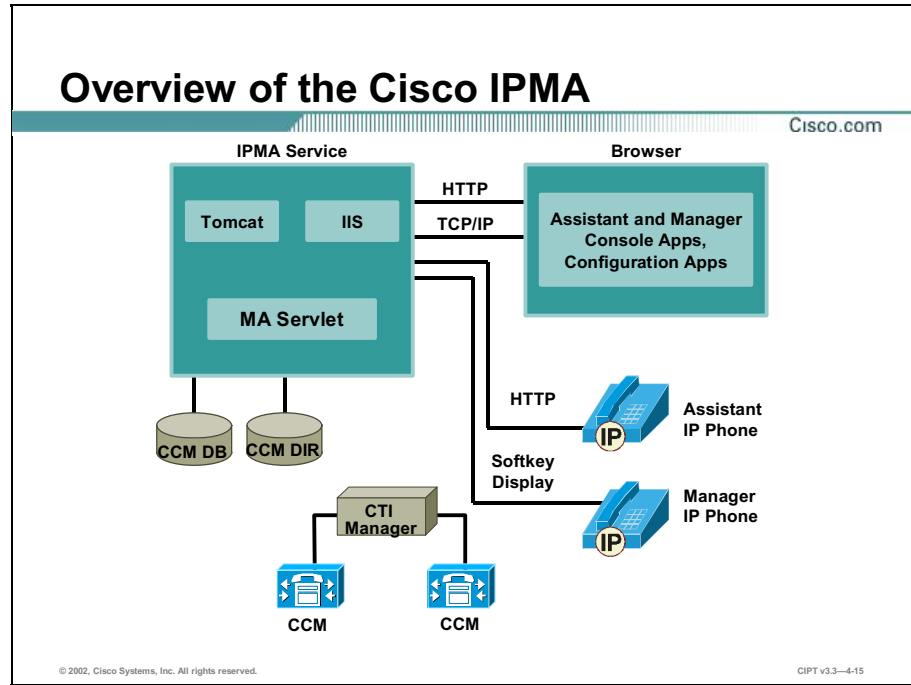 Overview of the Cisco IPMA
Cisco.com
IPMA Service
Browser
HTTP
TCP/IP
Tomcat
IIS
MA Servlet
Assistant and Manager
Console Apps,
Configuration Apps
CCM DB
CCM DIR
HTTP
IP
Assistant
IP Phone
Softkey
Display
IP
Manager
IP Phone
CTI
Manager
CCM
CCM
© 2002, Cisco Systems, Inc. All rights reserved.
CIPT v3.3—4-15